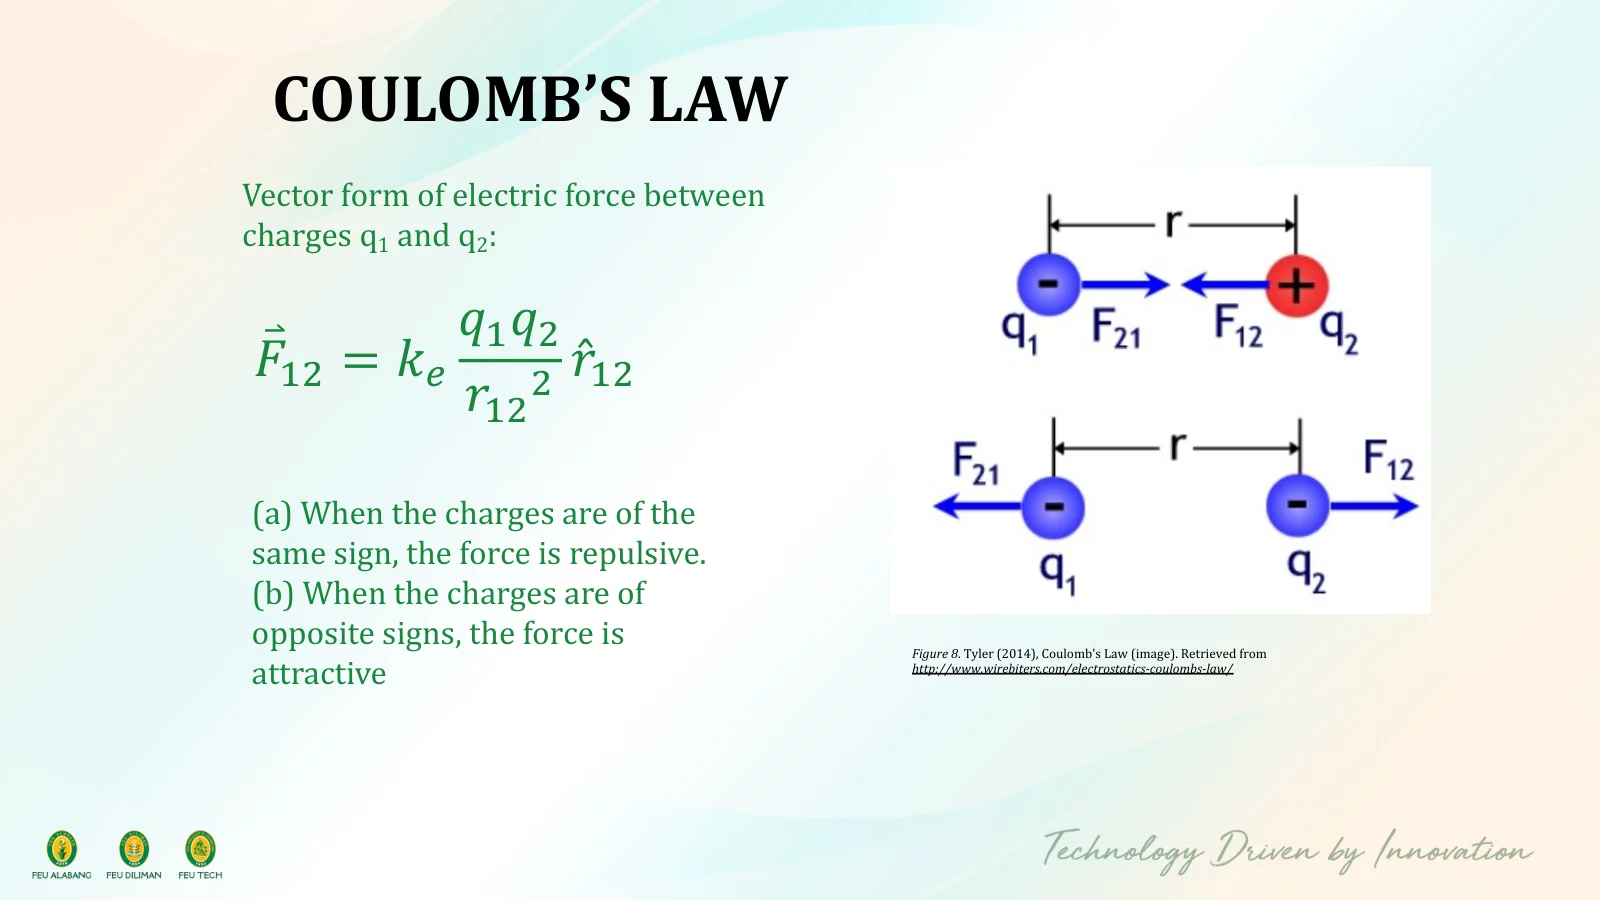 COULOMB’S LAW
Vector form of electric force between
charges q₁ and q₂:
F⃗₁₂ = kₑ q₁q₂ / r₁₂² r̂₁₂
(a) When the charges are of the
same sign, the force is repulsive.
(b) When the charges are of
opposite signs, the force is
attractive
r
- +
F₂₁ F₁₂
q₁ q₂
r
F₂₁ F₁₂
- -
q₁ q₂
Figure 8. Tyler (2014), Coulomb’s Law (image). Retrieved from
http://www.wirebiters.com/electrostatics-coulombs-law/
FEU ALABANG FEU DILIMAN FEU TECH
Technology Driven by Innovation